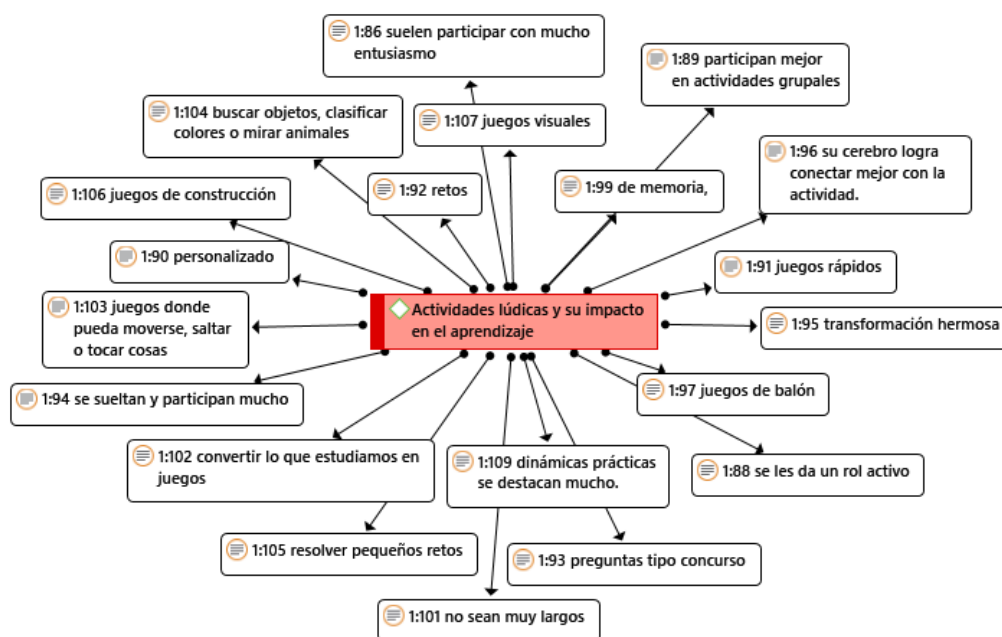 1:86 suelen participar con mucho
entusiasmo
1:89 participan mejor
en actividades grupales
1:104 buscar objetos, clasificar
colores o mirar animales
1:107 juegos visuales
1:96 su cerebro logra
conectar mejor con la
actividad.
1:92 retos
1:99 de memoria,
1:106 juegos de construcción
1:90 personalizado
1:91 juegos rápidos
1:103 juegos donde
pueda moverse, saltar
o tocar cosas
Actividades lúdicas y su impacto
en el aprendizaje
1:95 transformación hermosa
1:94 se sueltan y participan mucho
1:97 juegos de balón
1:102 convertir lo que estudiamos en
juegos
1:109 dinámicas prácticas
se destacan mucho.
1:88 se les da un rol activo
1:105 resolver pequeños retos
1:93 preguntas tipo concurso
1:101 no sean muy largos